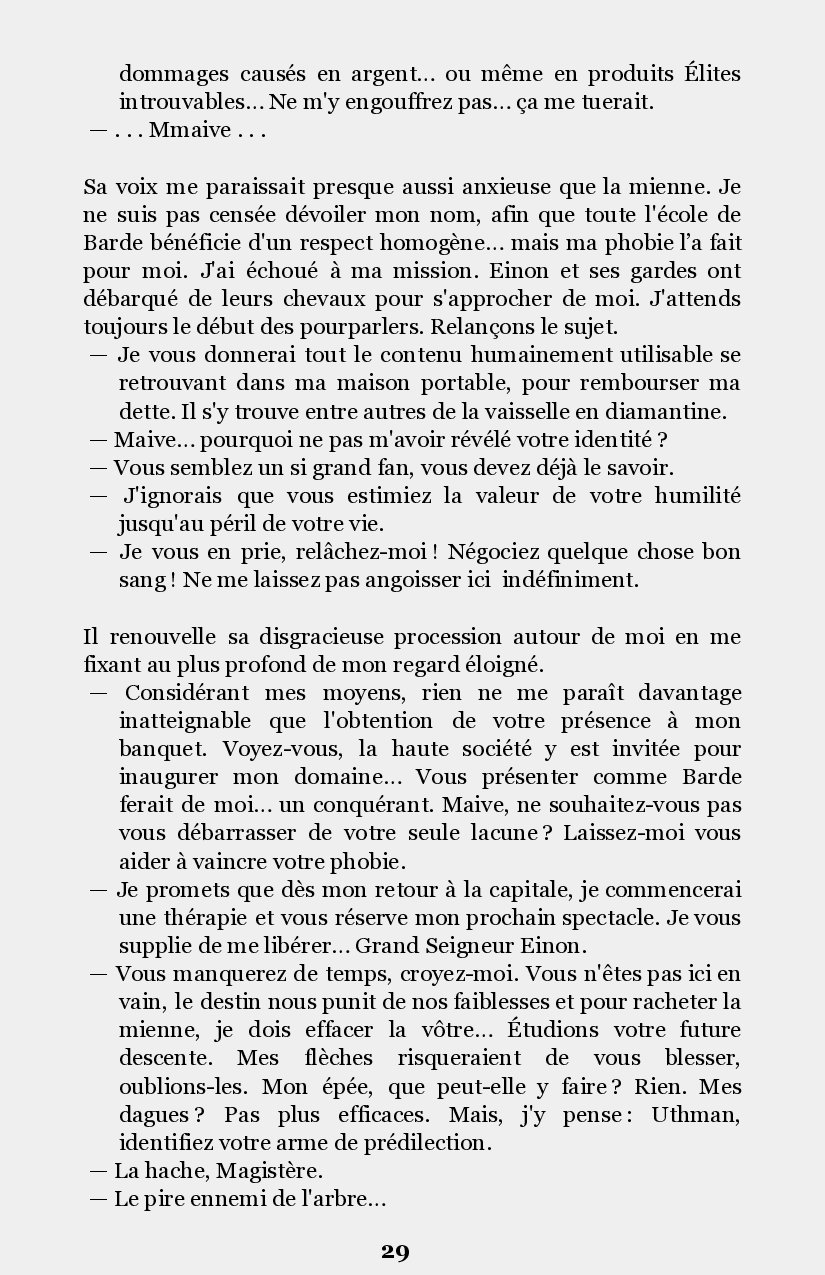 dommages causés en argent... ou même en produits Élites
introuvables... Ne m'y engouffrez pas... ça me tuerait.
— . . . Mmaive . . .
Sa voix me paraissait presque aussi anxieuse que la mienne. Je
ne suis pas censée dévoiler mon nom, afin que toute l'école de
Barde bénéficie d'un respect homogène... mais ma phobie l’a fait
pour moi. J'ai échoué à ma mission. Einon et ses gardes ont
débarqué de leurs chevaux pour s'approcher de moi. J'attends
toujours le début des pourparlers. Relançons le sujet.
— Je vous donnerai tout le contenu humainement utilisable se
retrouvant dans ma maison portable, pour rembourser ma
dette. Il s'y trouve entre autres de la vaisselle en diamantine.
— Maive... pourquoi ne pas m'avoir révélé votre identité ?
— Vous semblez un si grand fan, vous devez déjà le savoir.
— J'ignorais que vous estimiez la valeur de votre humilité
jusqu'au péril de votre vie.
— Je vous en prie, relâchez-moi ! Négociez quelque chose bon
sang ! Ne me laissez pas angoisser ici indéfiniment.
Il renouvelle sa disgracieuse procession autour de moi en me
fixant au plus profond de mon regard éloigné.
— Considérant mes moyens, rien ne me paraît davantage
inatteignable que l'obtention de votre présence à mon
banquet. Voyez-vous, la haute société y est invitée pour
inaugurer mon domaine... Vous présenter comme Barde
ferait de moi... un conquérant. Maive, ne souhaitez-vous pas
vous débarrasser de votre seule lacune ? Laissez-moi vous
aider à vaincre votre phobie.
— Je promets que dès mon retour à la capitale, je commencerai
une thérapie et vous réserve mon prochain spectacle. Je vous
supplie de me libérer... Grand Seigneur Einon.
— Vous manquerez de temps, croyez-moi. Vous n'êtes pas ici en
vain, le destin nous punit de nos faiblesses et pour racheter la
mienne, je dois effacer la vôtre... Étudions votre future
descente. Mes flèches risqueraient de vous blesser,
oublions-les. Mon épée, que peut-elle y faire ? Rien. Mes
dagues ? Pas plus efficaces. Mais, j'y pense : Uthman,
identifiez votre arme de prédilection.
— La hache, Magistère.
— Le pire ennemi de l'arbre...
29